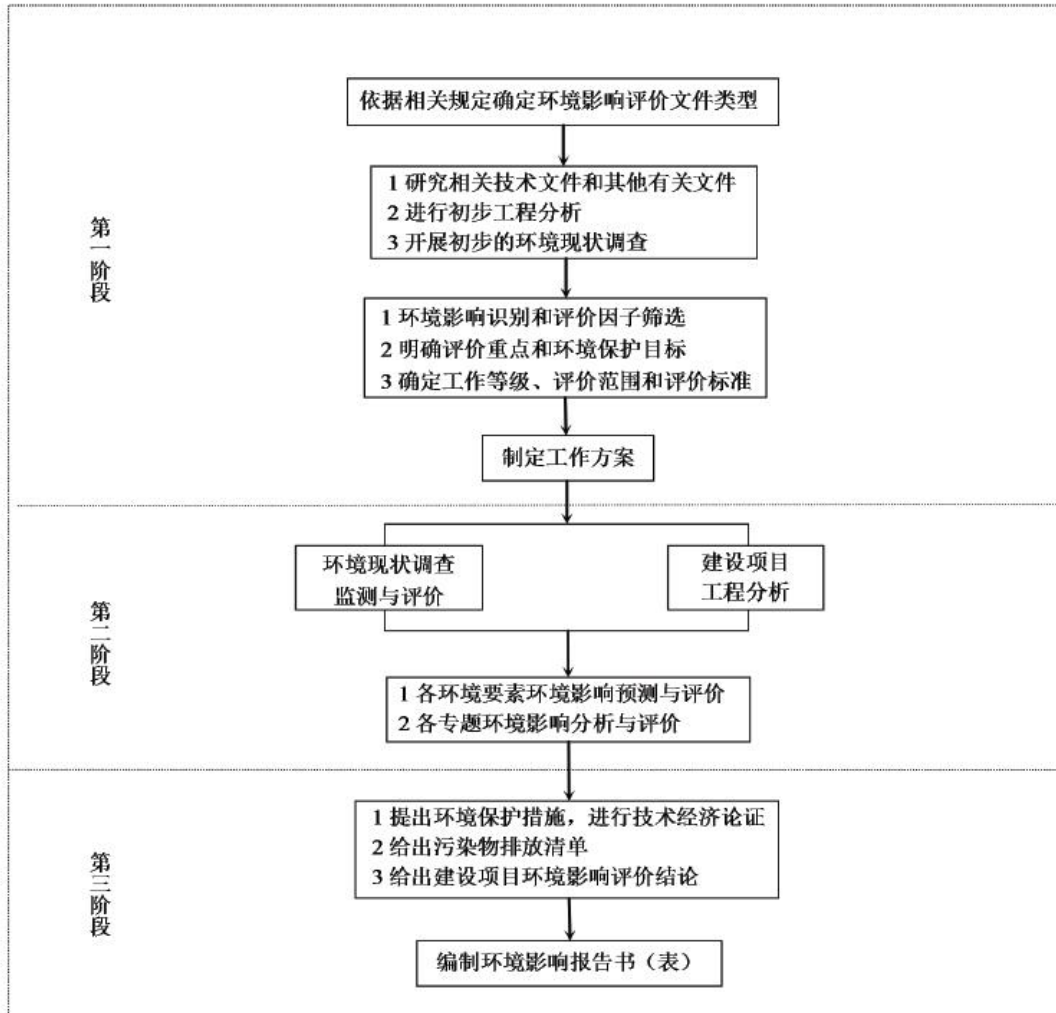 依据相关规定确定环境影响评价文件类型
1 研究相关技术文件和其他有关文件
2 进行初步工程分析
3 开展初步的环境现状调查
第一阶段
1 环境影响识别和评价因子筛选
2 明确评价重点和环境保护目标
3 确定工作等级、评价范围和评价标准
制定工作方案
环境现状调查
监测与评价
建设项目
工程分析
第二阶段
1 各环境要素环境影响预测与评价
2 各专题环境影响分析与评价
1 提出环境保护措施，进行技术经济论证
2 给出污染物排放清单
3 给出建设项目环境影响评价结论
第三阶段
编制环境影响报告书（表）